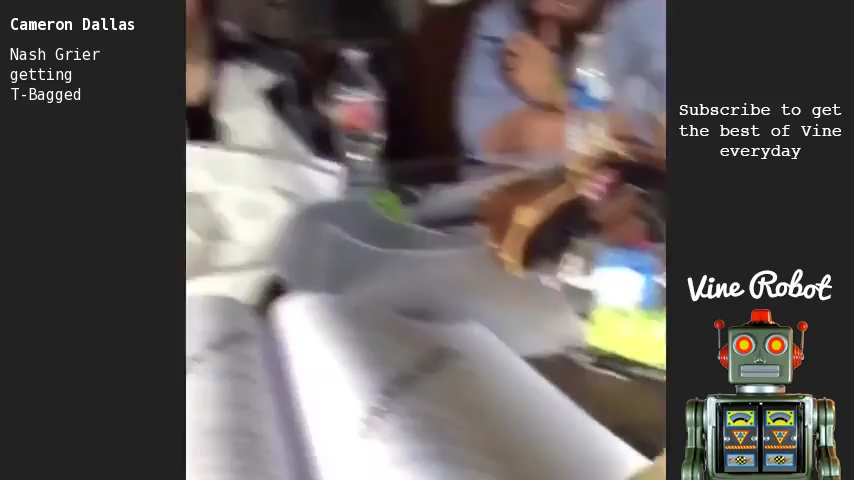 Cameron Dallas
Nash Grier
getting
T-Bagged
Subscribe to get
the best of Vine
everyday
Vine Robot